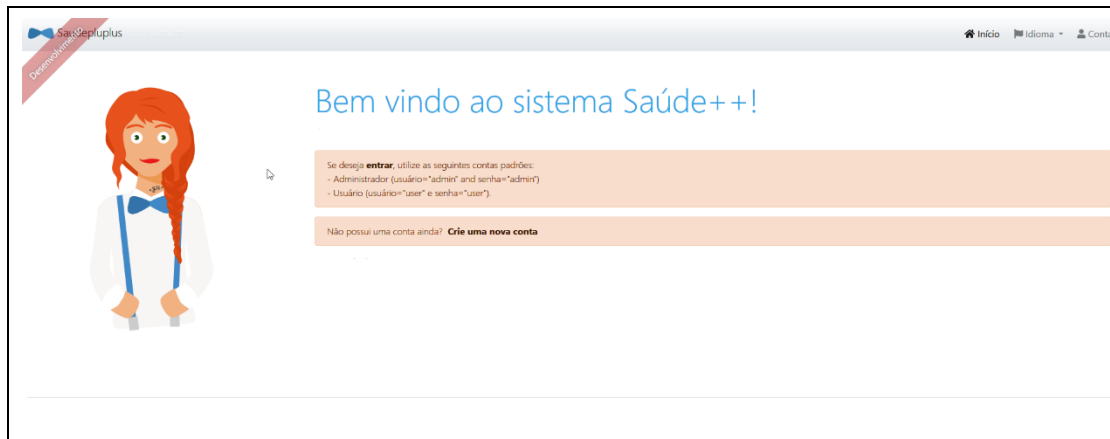 Saudepluplus
Desenvolvimento
Início
Idioma
Conta
Bem vindo ao sistema Saúde++!
Se deseja entrar, utilize as seguintes contas padrões:
- Administrador (usuário="admin" and senha="admin")
- Usuário (usuário="user" e senha="user").
Não possui uma conta ainda? Crie uma nova conta